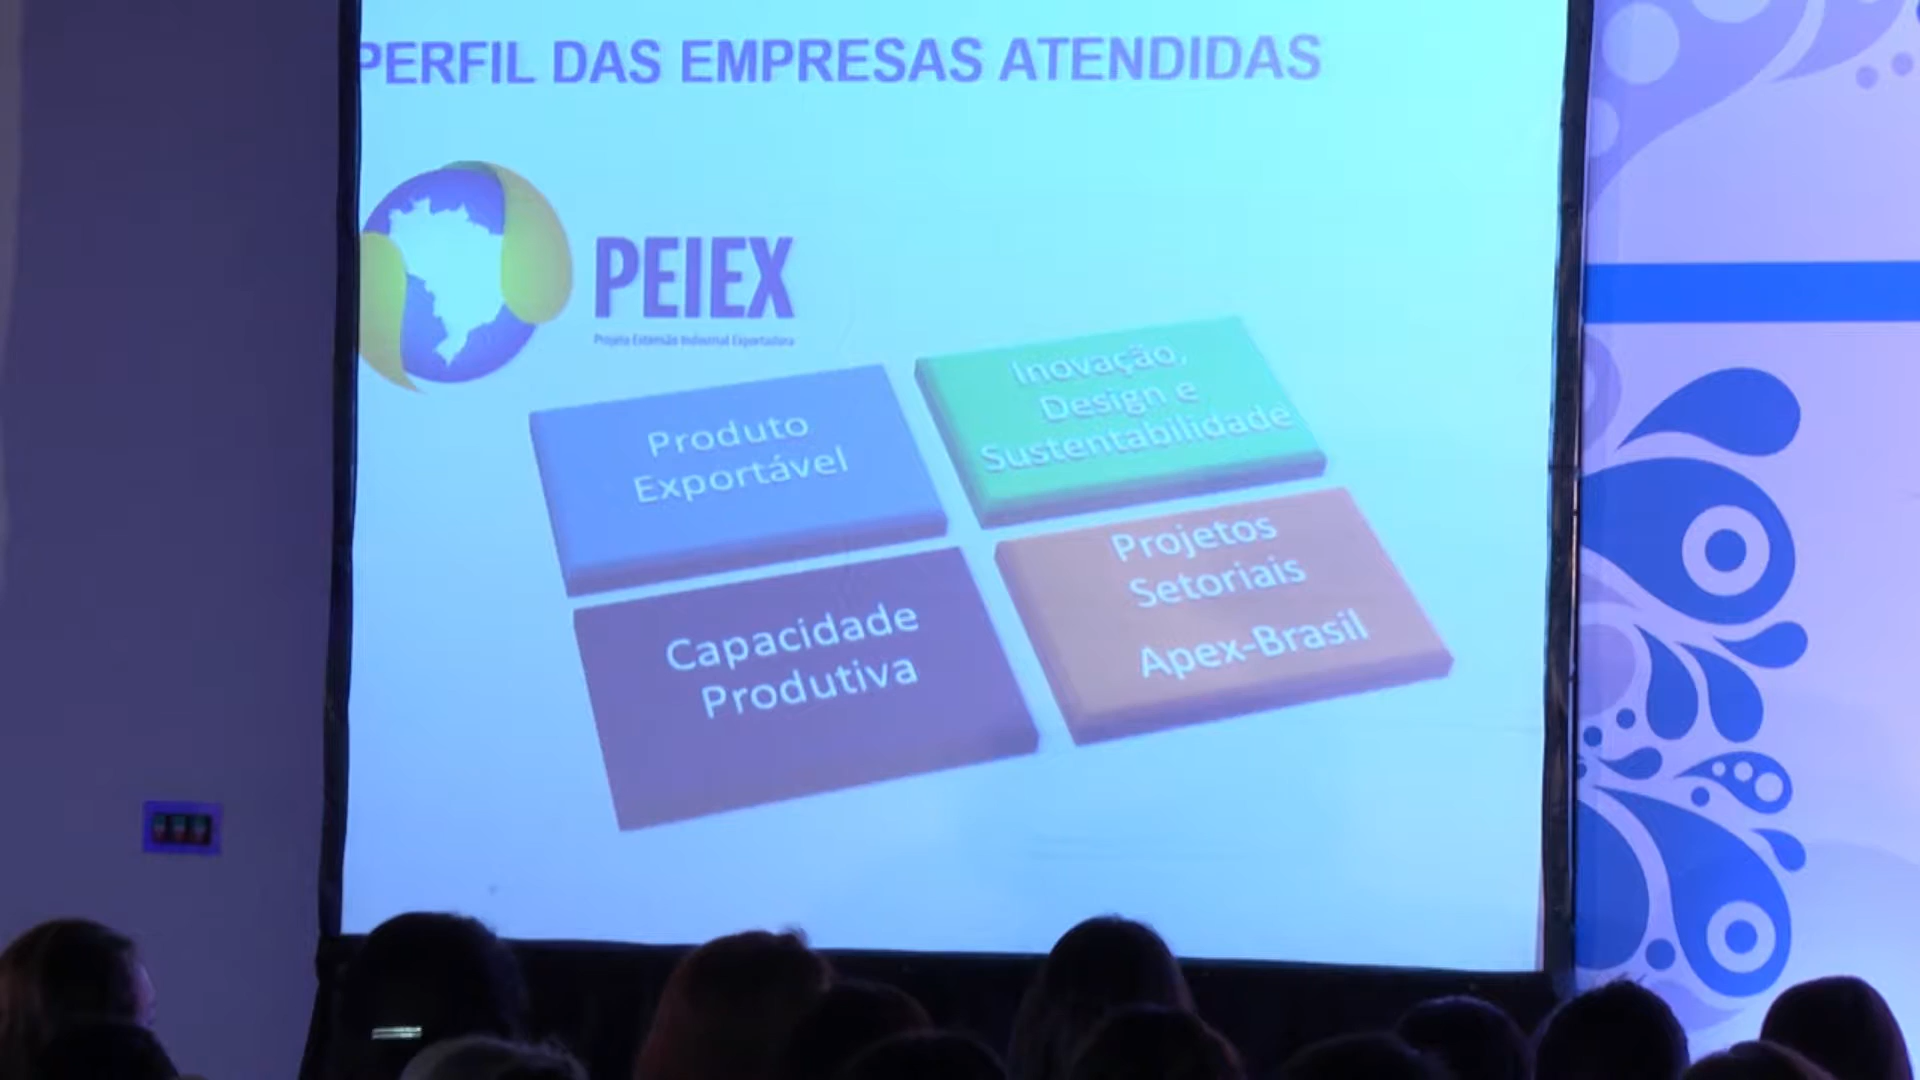 PERFIL DAS EMPRESAS ATENDIDAS
PEIEX
Projeto Extensão Industrial Exportadora
Produto
Exportável
Inovação,
Design e
Sustentabilidade
Capacidade
Produtiva
Projetos
Setoriais
Apex-Brasil